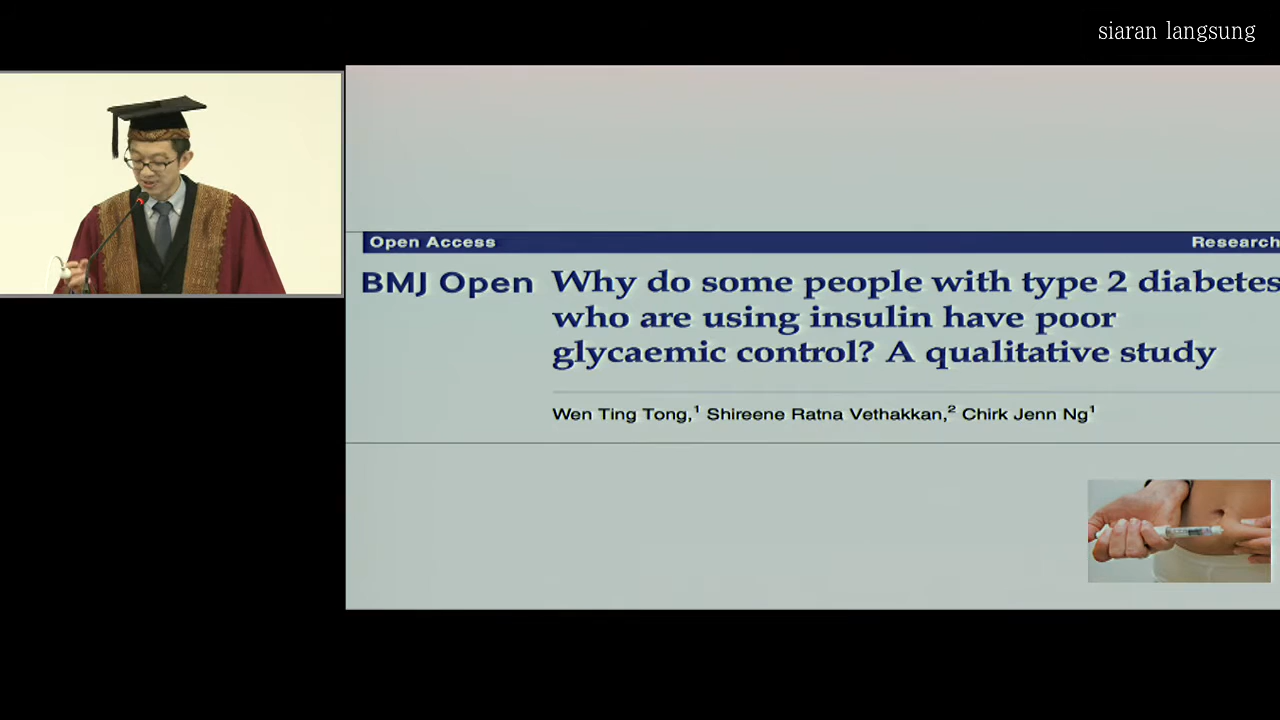 siaran langsung
Open Access
Research
BMJ Open
Why do some people with type 2 diabetes
who are using insulin have poor
glycaemic control? A qualitative study
Wen Ting Tong,¹ Shireene Ratna Vethakkan,² Chirk Jenn Ng¹